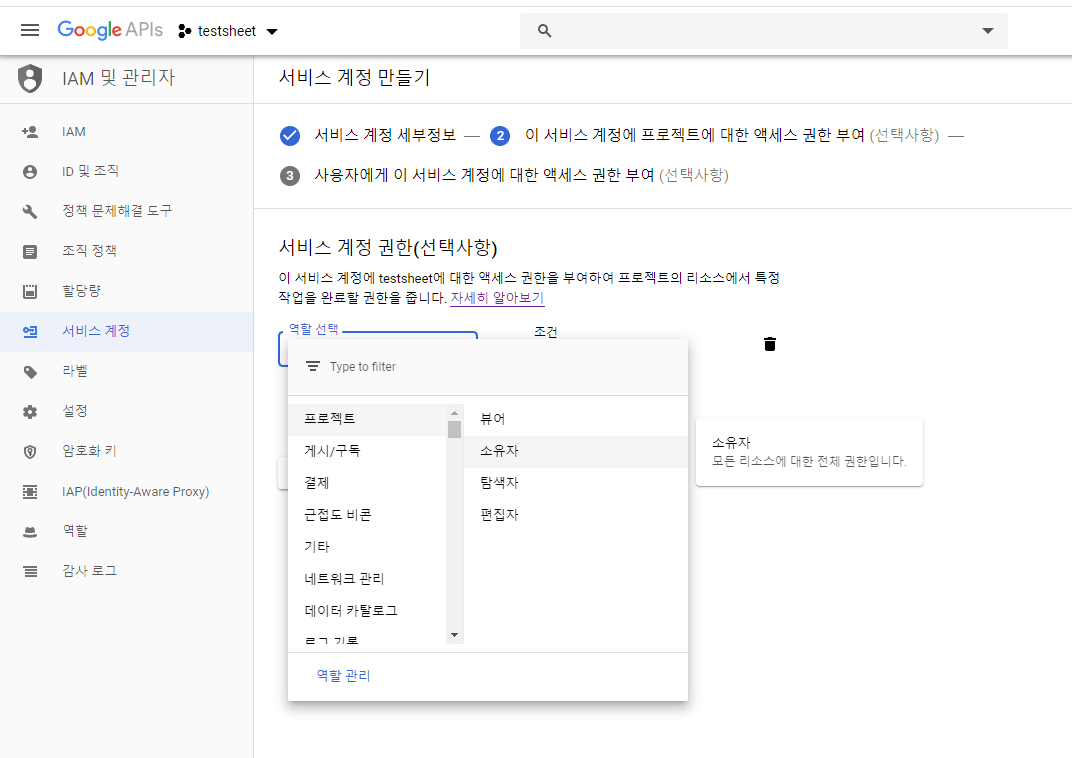 Google APIs testsheet
IAM 및 관리자
IAM
ID 및 조직
정책 문제해결 도구
조직 정책
할당량
서비스 계정
라벨
설정
암호화 키
IAP(Identity-Aware Proxy)
역할
감사 로그
서비스 계정 만들기
서비스 계정 세부정보 — 2 이 서비스 계정에 프로젝트에 대한 액세스 권한 부여 (선택사항) —
3 사용자에게 이 서비스 계정에 대한 액세스 권한 부여 (선택사항)
서비스 계정 권한(선택사항)
이 서비스 계정에 testsheet에 대한 액세스 권한을 부여하여 프로젝트의 리소스에서 특정
작업을 완료할 권한을 줍니다. 자세히 알아보기
역할 선택
조건
Type to filter
프로젝트
게시/구독
결제
근접도 비콘
기타
네트워크 관리
데이터 카탈로그
로그 기록
뷰어
소유자
탐색자
편집자
소유자
모든 리소스에 대한 전체 권한입니다.
역할 관리